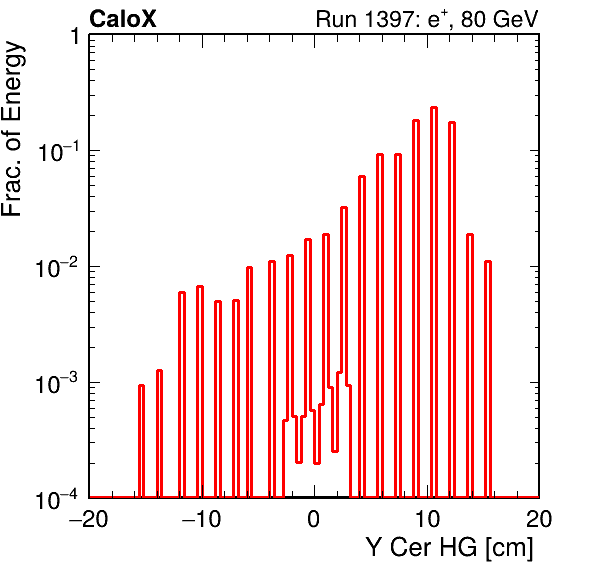 CaloX Run 1397: e⁺, 80 GeV
Frac. of Energy
1
10⁻¹
10⁻²
10⁻³
10⁻⁴
−20 −10 0 10 20
Y Cer HG [cm]